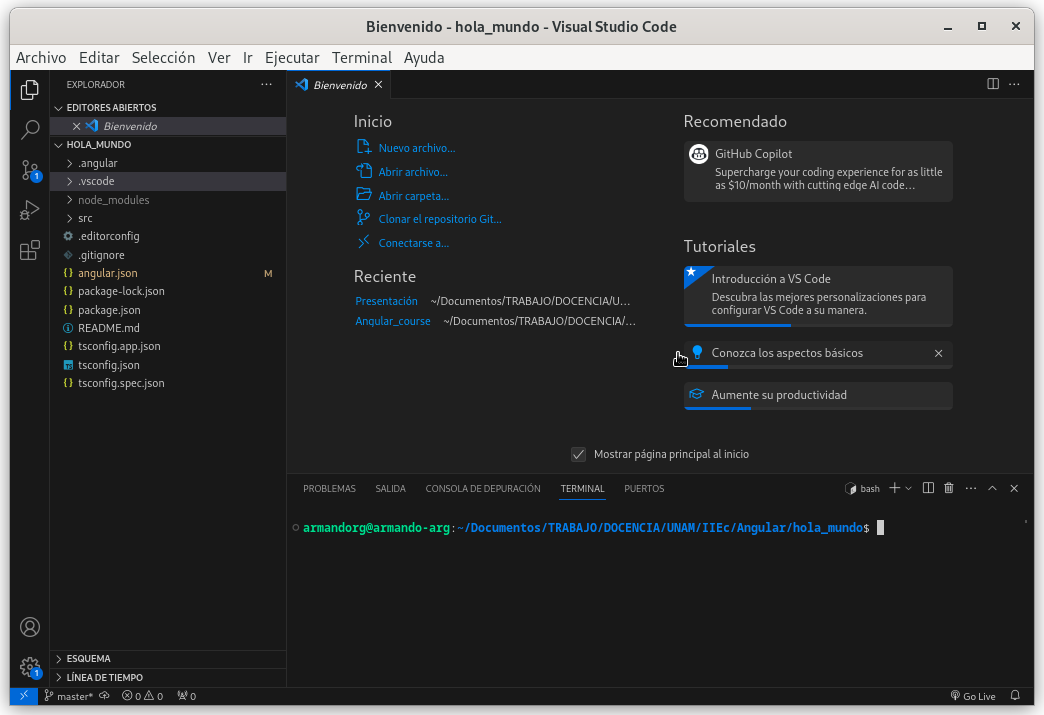 Bienvenido - hola_mundo - Visual Studio Code
Archivo Editar Selección Ver Ir Ejecutar Terminal Ayuda
EXPLORADOR
EDITORES ABIERTOS
Bienvenido
HOLA_MUNDO
.angular
.vscode
node_modules
src
.editorconfig
.gitignore
angular.json M
package-lock.json
package.json
README.md
tsconfig.app.json
tsconfig.json
tsconfig.spec.json
ESQUEMA
LÍNEA DE TIEMPO
Bienvenido
Inicio
Nuevo archivo...
Abrir archivo...
Abrir carpeta...
Clonar el repositorio Git...
Conectarse a...
Reciente
Presentación ~/Documentos/TRABAJO/DOCENCIA/U...
Angular_course ~/Documentos/TRABAJO/DOCENCIA/...
Recomendado
GitHub Copilot
Supercharge your coding experience for as little
as $10/month with cutting edge AI code...
Tutoriales
Introducción a VS Code
Descubra las mejores personalizaciones para
configurar VS Code a su manera.
Conozca los aspectos básicos
Aumente su productividad
Mostrar página principal al inicio
PROBLEMAS SALIDA CONSOLA DE DEPURACIÓN TERMINAL PUERTOS bash
armandorg@armando-arg:~/Documentos/TRABAJO/DOCENCIA/UNAM/IIEc/Angular/hola_mundo$
1
1
master* 0 0 0 Go Live